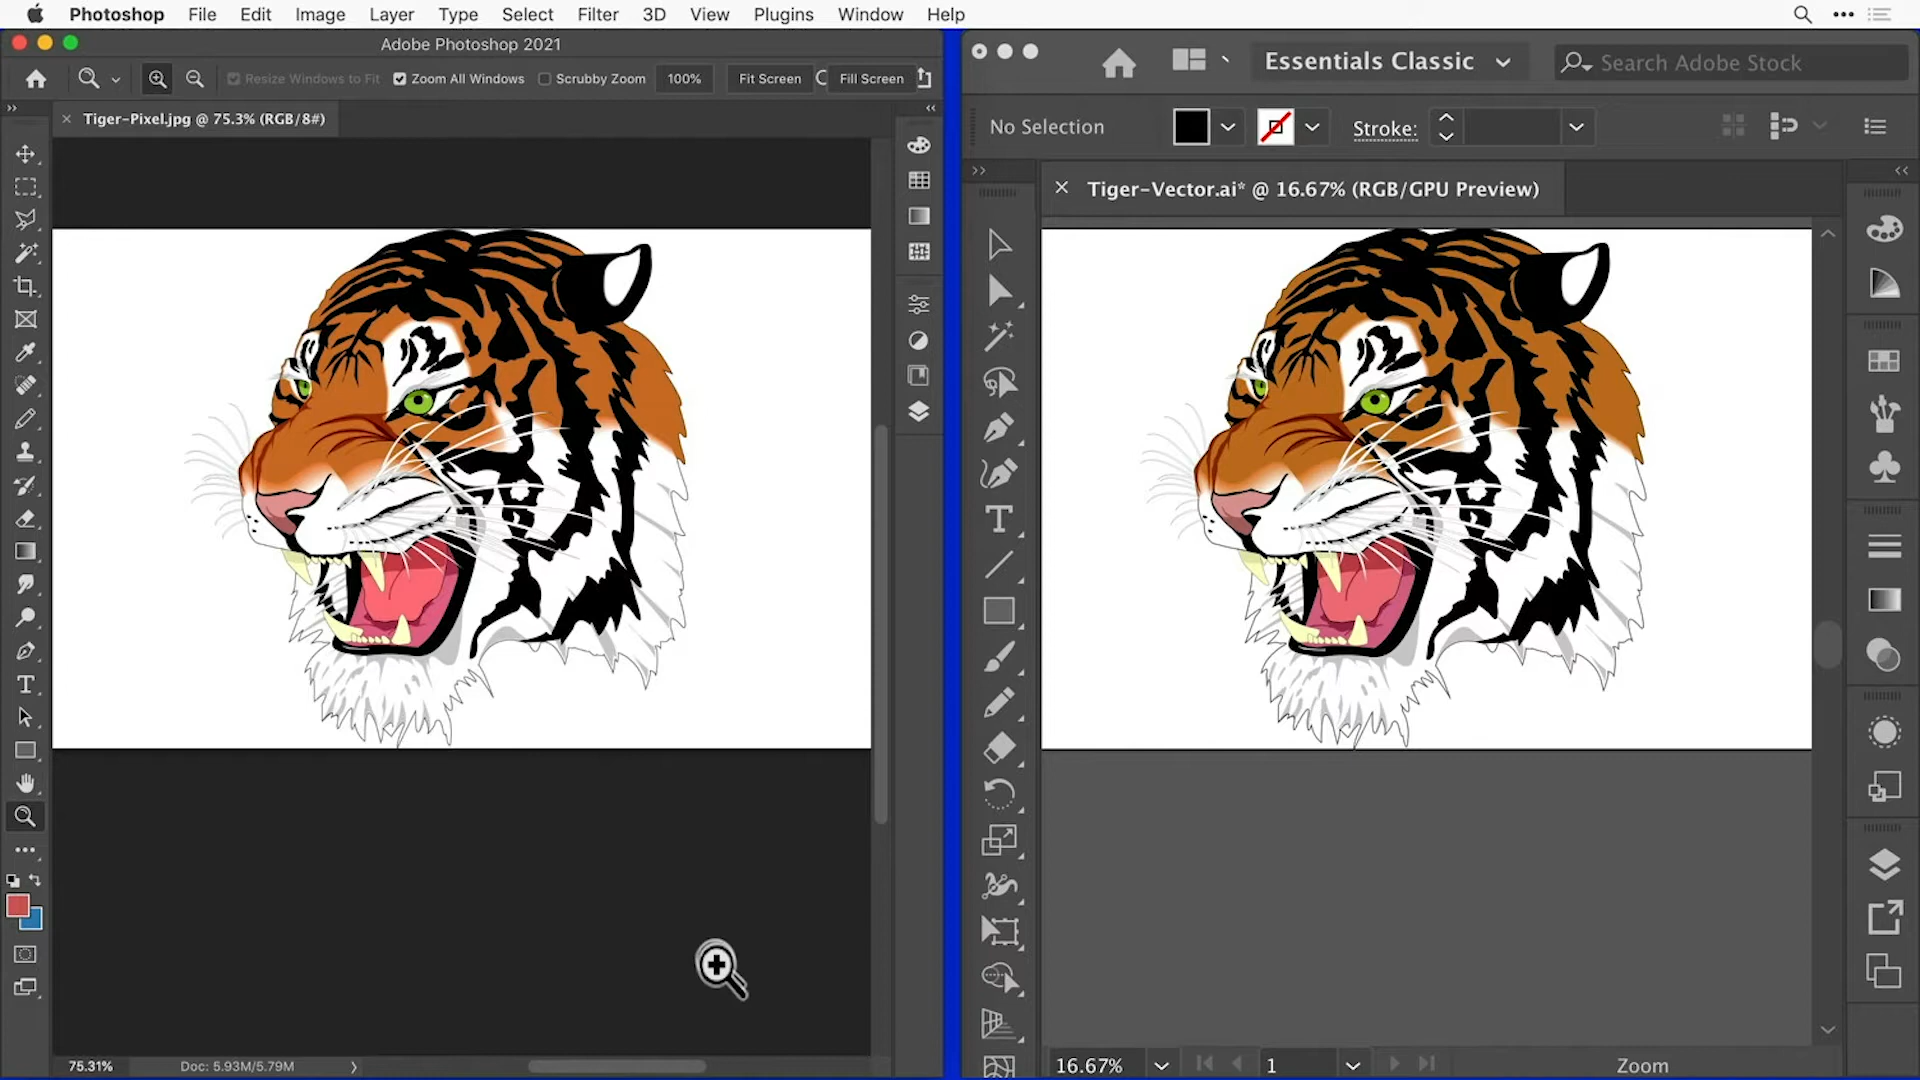 Photoshop File Edit Image Layer Type Select Filter 3D View Plugins Window Help
Adobe Photoshop 2021
Resize Windows to Fit Zoom All Windows Scrubby Zoom 100% Fit Screen Fill Screen
Tiger-Pixel.jpg @ 75.3% (RGB/8#)
75.31% Doc: 5.93M/5.79M
Essentials Classic Search Adobe Stock
No Selection Stroke:
Tiger-Vector.ai* @ 16.67% (RGB/GPU Preview)
16.67% 1 Zoom